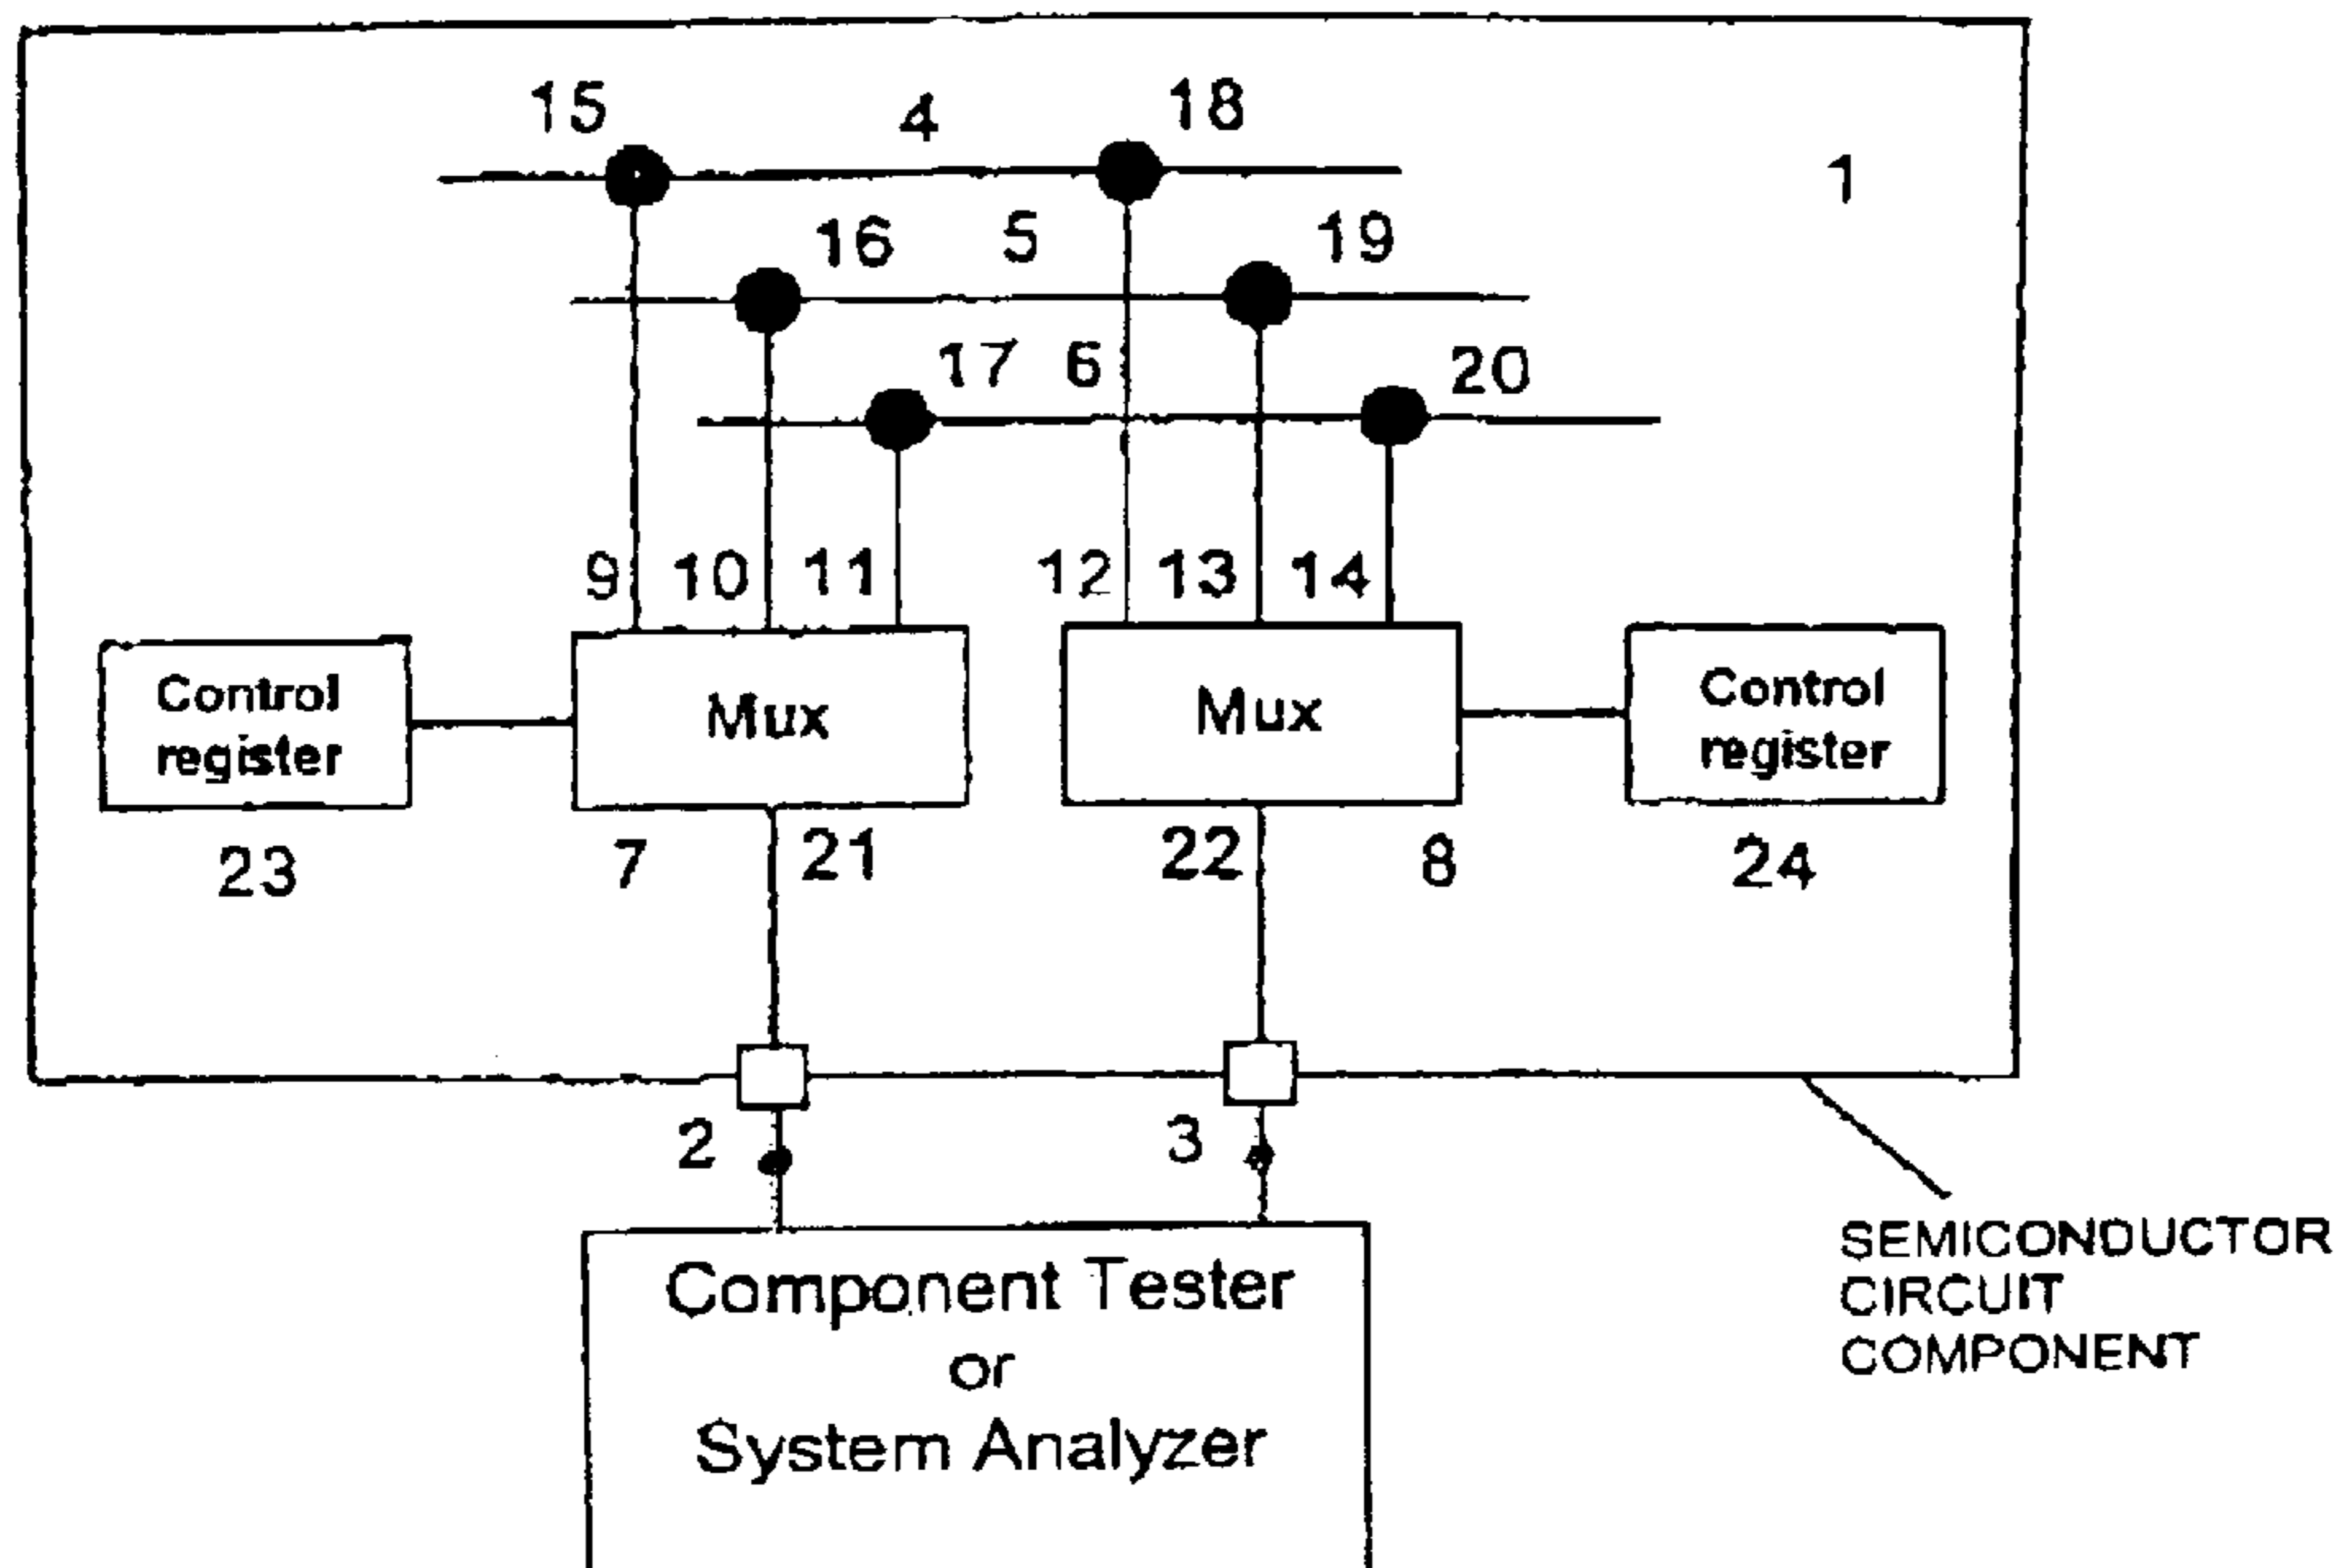 15
4
18
1
16
5
19
17
6
20
9
10
11
12
13
14
Control
register
Mux
Mux
Control
register
23
7
21
22
8
24
2
3
Component Tester
or
System Analyzer
SEMICONDUCTOR
CIRCUIT
COMPONENT